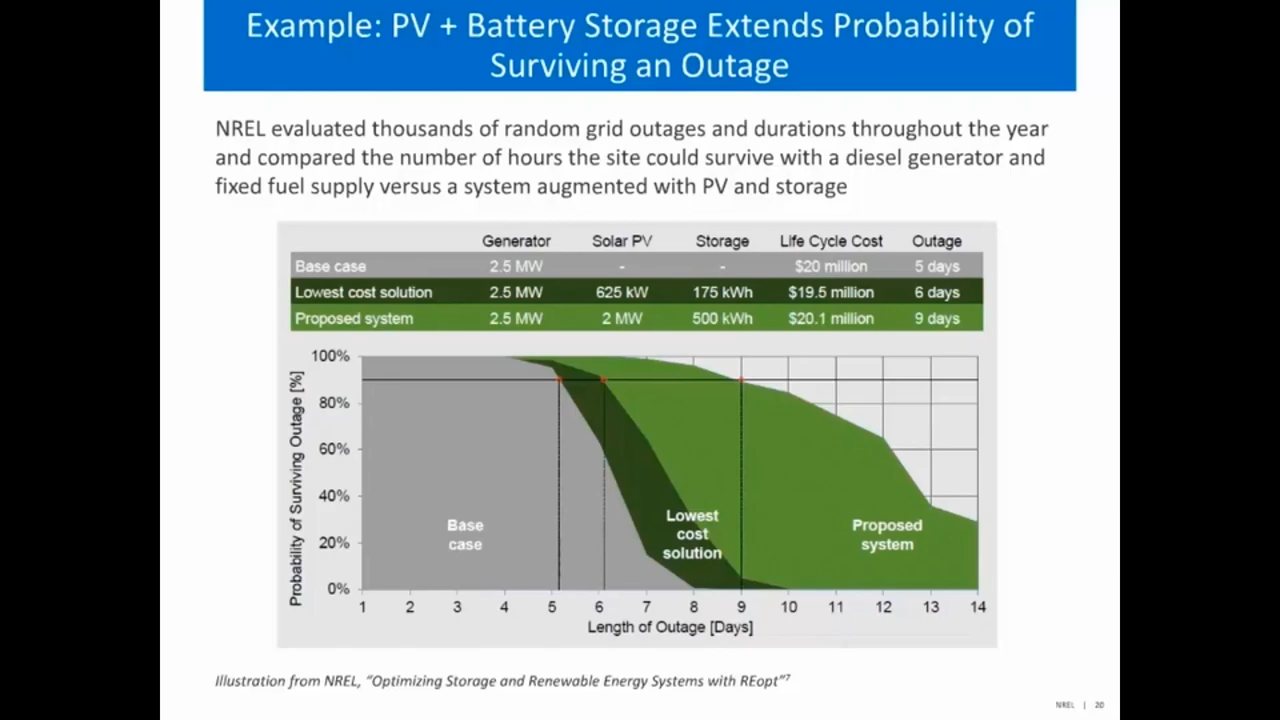 Example: PV + Battery Storage Extends Probability of
Surviving an Outage
NREL evaluated thousands of random grid outages and durations throughout the year
and compared the number of hours the site could survive with a diesel generator and
fixed fuel supply versus a system augmented with PV and storage
Generator Solar PV Storage Life Cycle Cost Outage
Base case 2.5 MW - - $20 million 5 days
Lowest cost solution 2.5 MW 625 kW 175 kWh $19.5 million 6 days
Proposed system 2.5 MW 2 MW 500 kWh $20.1 million 9 days
Probability of Surviving Outage [%]
100%
80%
60%
40%
20%
0%
Base
case
Lowest
cost
solution
Proposed
system
1 2 3 4 5 6 7 8 9 10 11 12 13 14
Length of Outage [Days]
Illustration from NREL, “Optimizing Storage and Renewable Energy Systems with REopt”7
NREL | 20